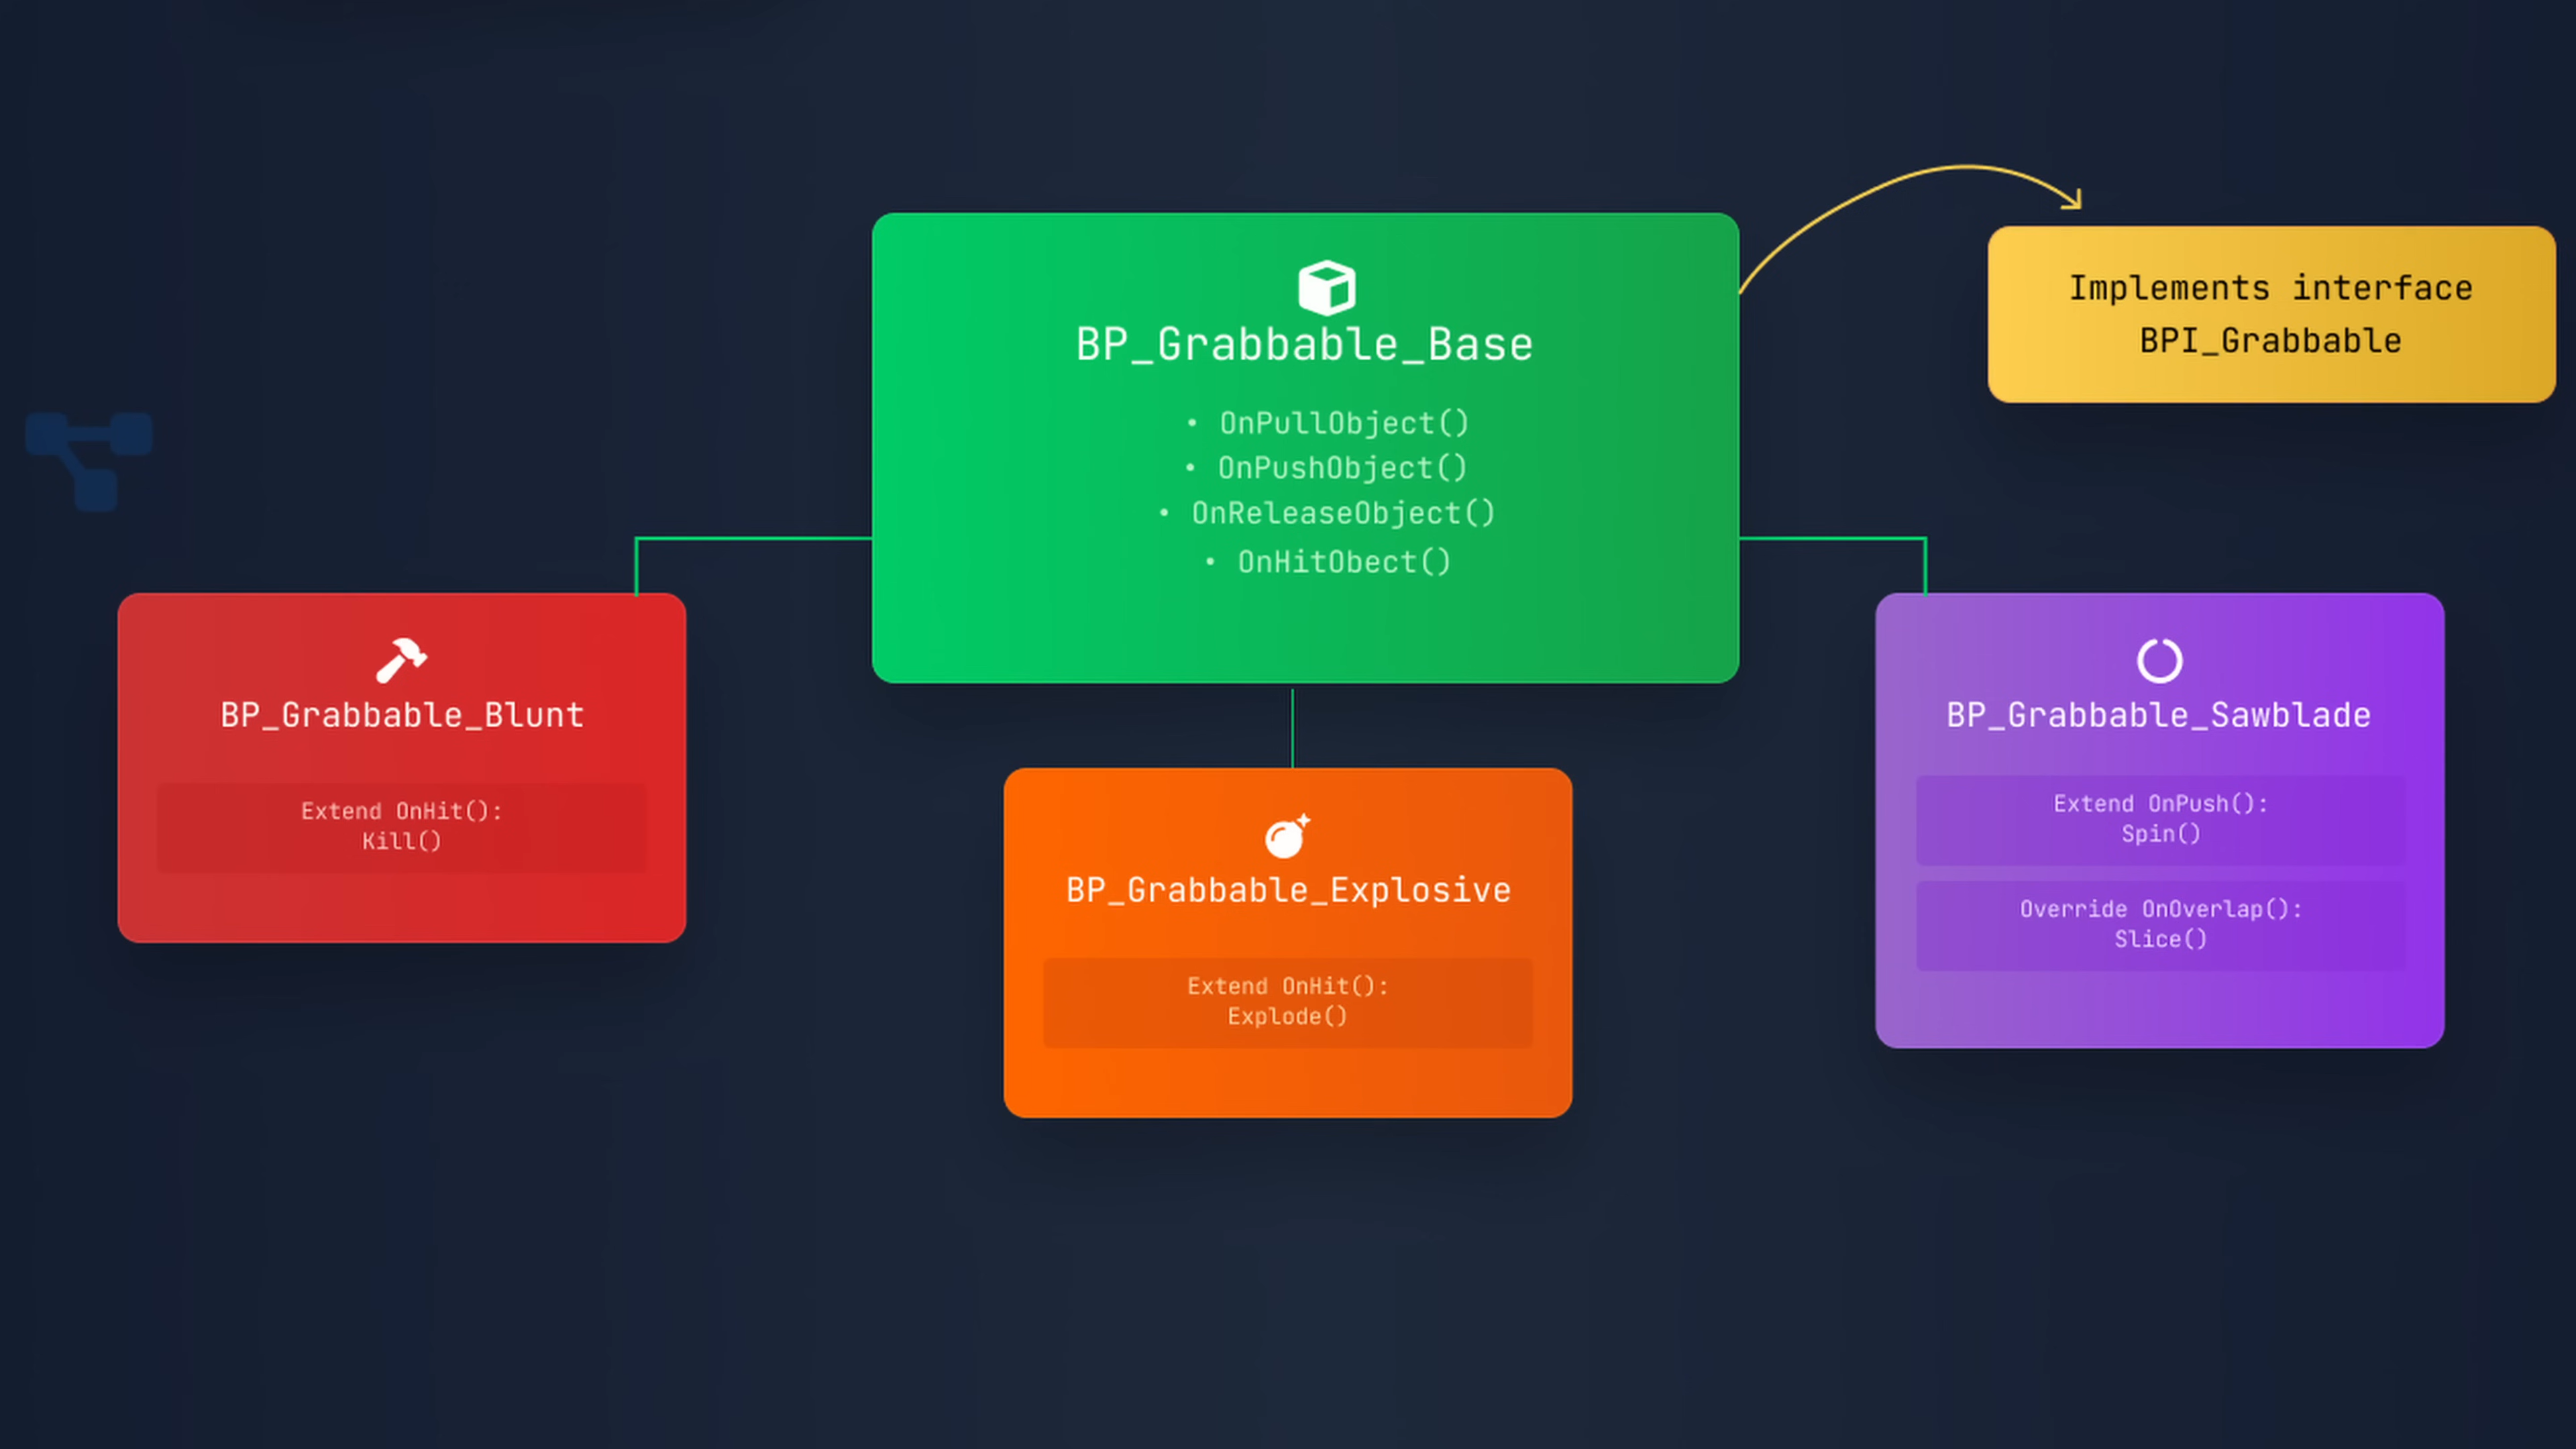 BP_Grabbable_Base
• OnPullObject()
• OnPushObject()
• OnReleaseObject()
• OnHitObect()
Implements interface
BPI_Grabbable
BP_Grabbable_Blunt
Extend OnHit():
Kill()
BP_Grabbable_Explosive
Extend OnHit():
Explode()
BP_Grabbable_Sawblade
Extend OnPush():
Spin()
Override OnOverlap():
Slice()